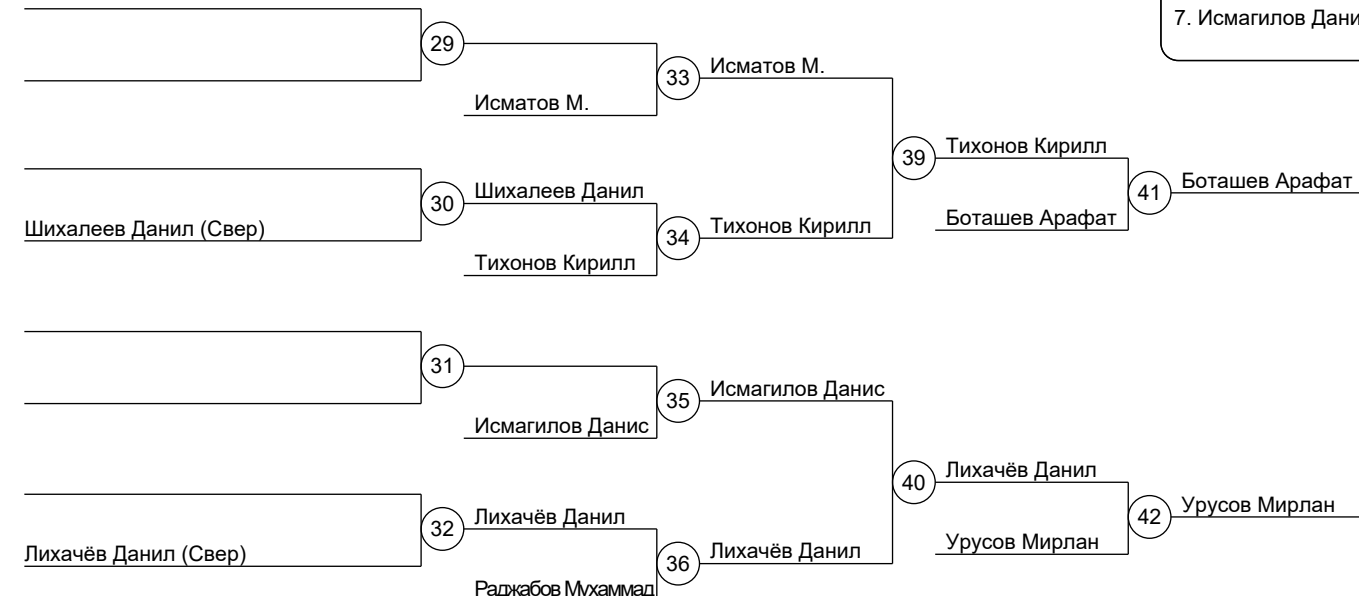 7. Исмагилов Дани
29
33
Исматов М.
Исматов М.
39
Тихонов Кирилл
41
Боташев Арафат
Боташев Арафат
30
Шихалеев Данил
Шихалеев Данил (Свер)
34
Тихонов Кирилл
Тихонов Кирилл
31
35
Исмагилов Данис
Исмагилов Данис
40
Лихачёв Данил
42
Урусов Мирлан
Урусов Мирлан
32
Лихачёв Данил
Лихачёв Данил (Свер)
36
Лихачёв Данил
Раджабов Мухаммад